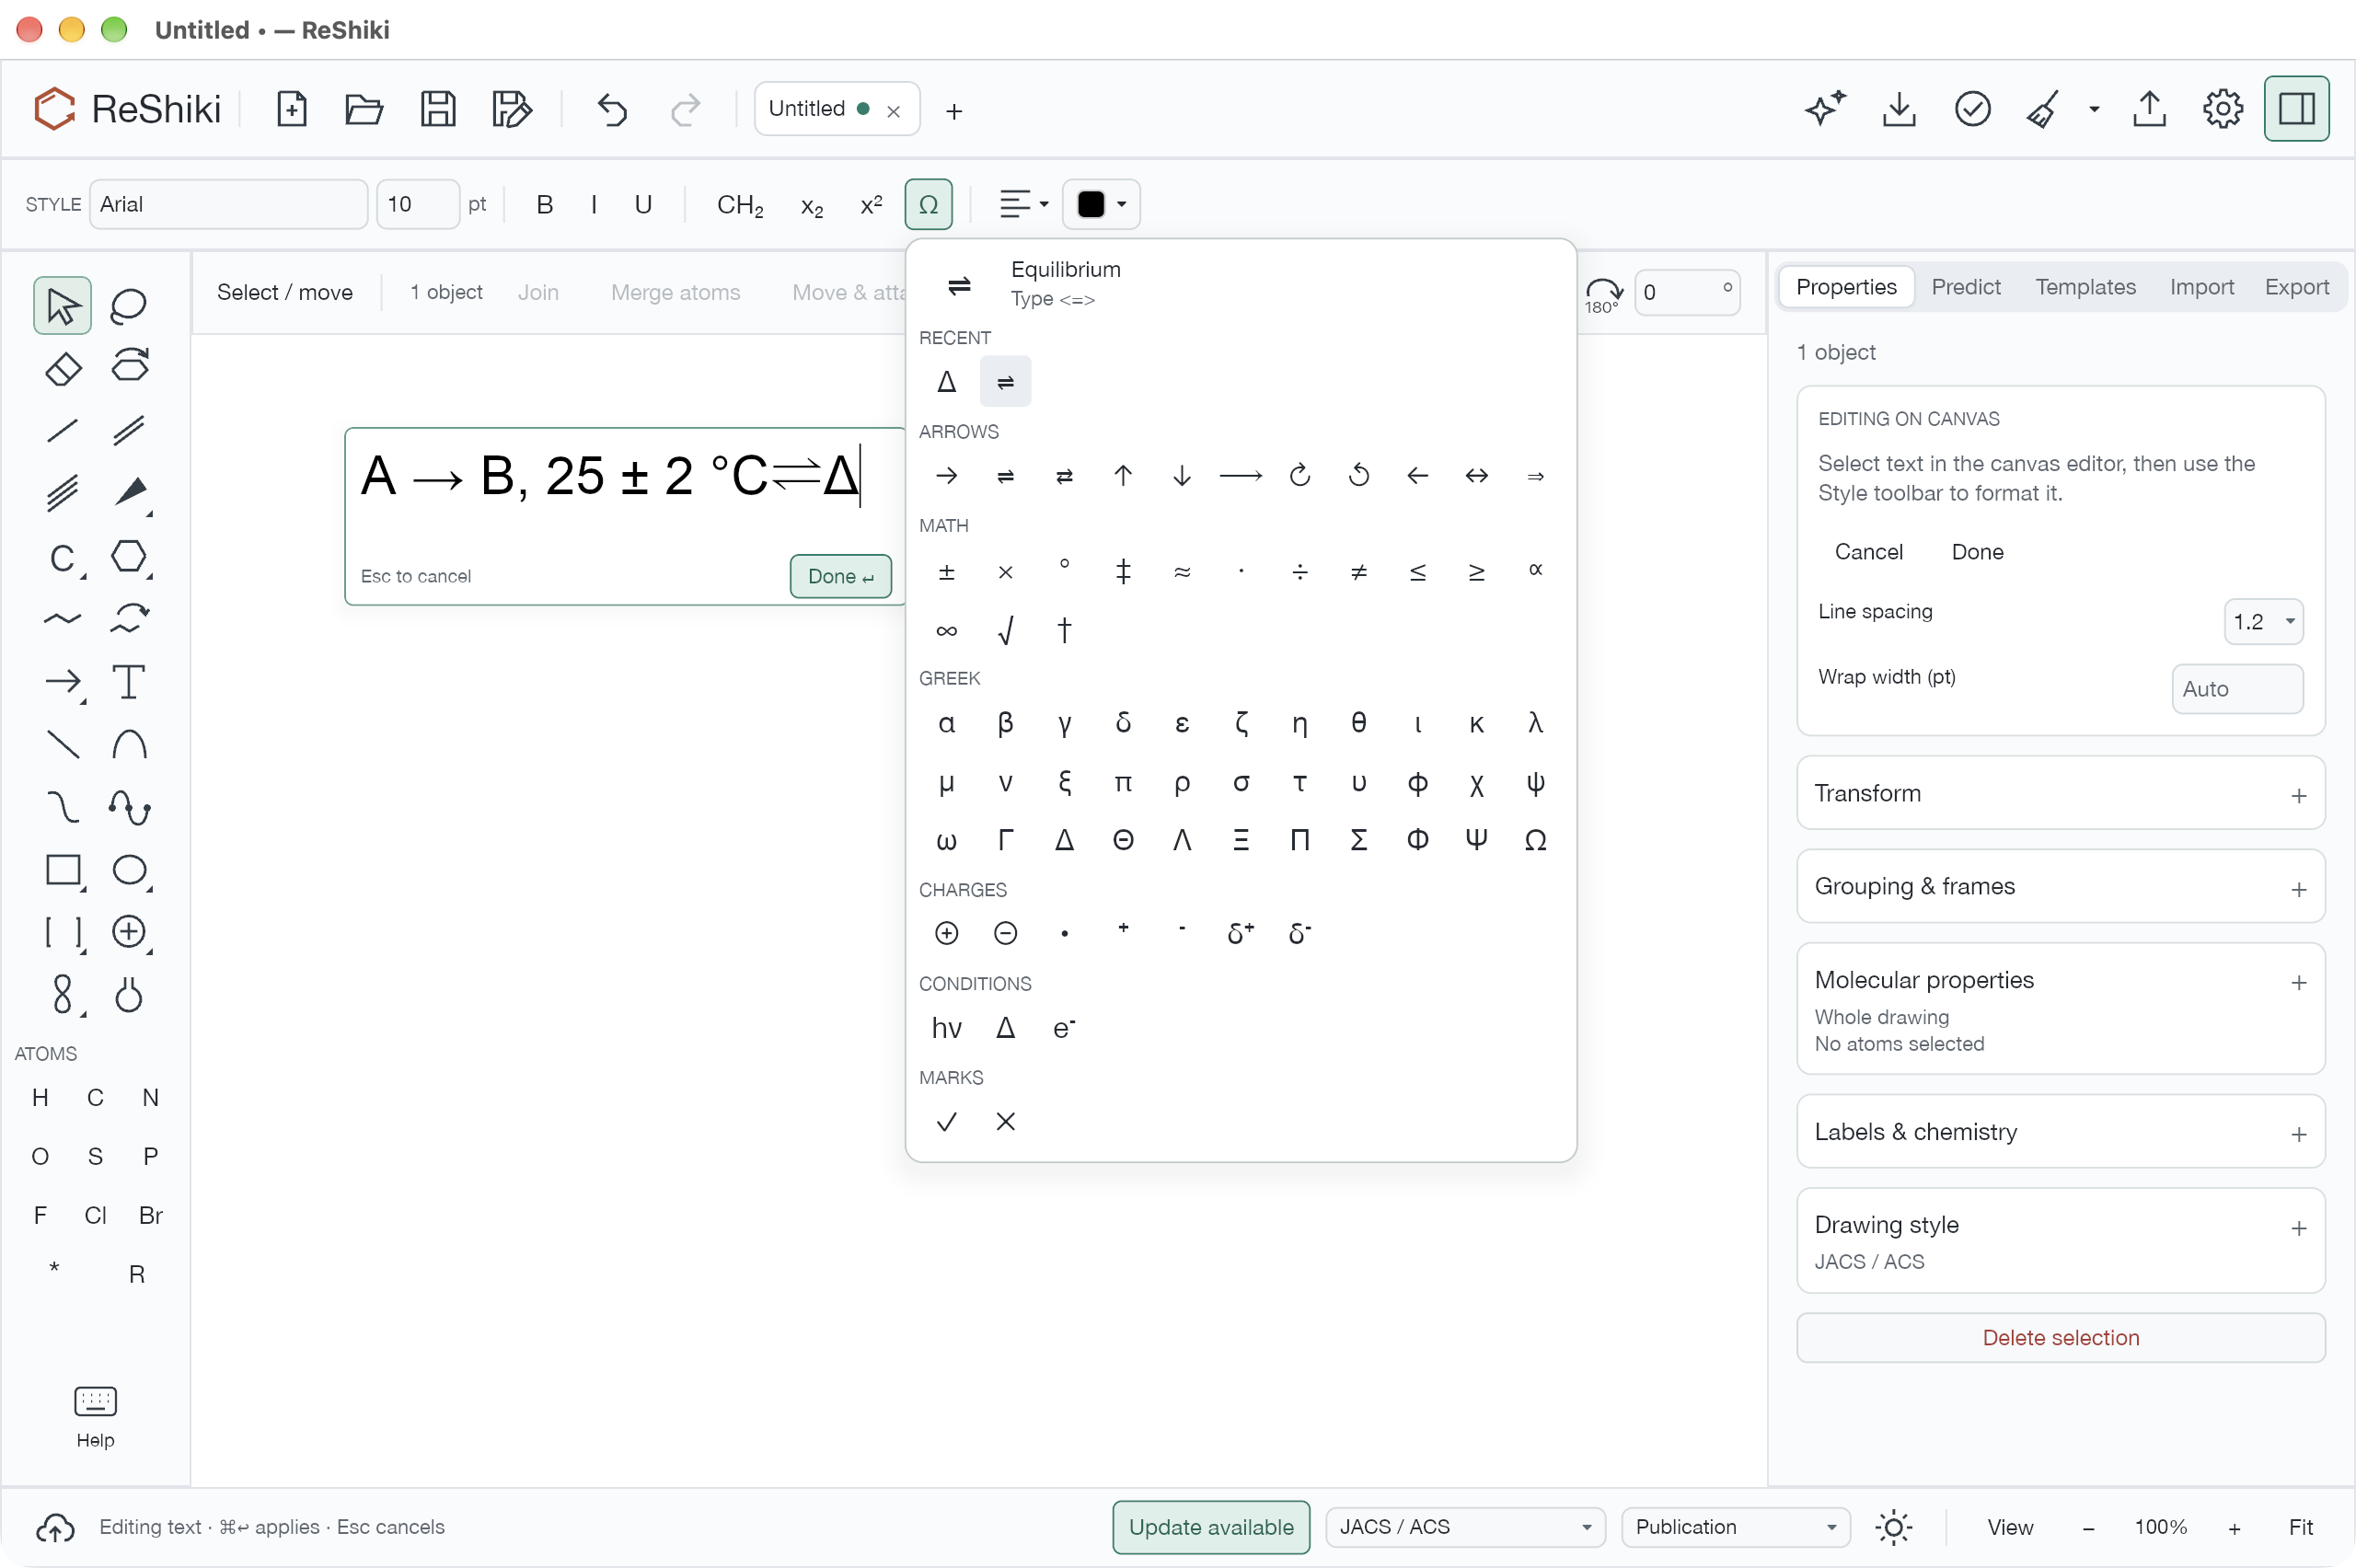 Untitled • — ReShiki
ReShiki
Untitled
STYLE Arial 10 pt B I U CH₂ x₂ x² Ω
Select / move 1 object Join Merge atoms Move & atta
180° 0 °
Equilibrium
Type <=>
RECENT
Δ ⇌
ARROWS
→ ⇌ ⇄ ↑ ↓ ⟶ ↻ ↺ ← ↔ ⇒
MATH
± × ° ‡ ≈ · ÷ ≠ ≤ ≥ ∝
∞ √ †
GREEK
α β γ δ ε ζ η θ ι κ λ
μ ν ξ π ρ σ τ υ φ χ ψ
ω Γ Δ Θ Λ Ξ Π Σ Φ Ψ Ω
CHARGES
⊕ ⊖ • ⁺ ⁻ δ⁺ δ⁻
CONDITIONS
hν Δ e⁻
MARKS
✓ ✕
A → B, 25 ± 2 °C⇌Δ
Esc to cancel Done ↵
C
T
[ ]
ATOMS
H C N
O S P
F Cl Br
* R
Help
Properties Predict Templates Import Export
1 object
EDITING ON CANVAS
Select text in the canvas editor, then use the
Style toolbar to format it.
Cancel Done
Line spacing 1.2
Wrap width (pt) Auto
Transform +
Grouping & frames +
Molecular properties +
Whole drawing
No atoms selected
Labels & chemistry +
Drawing style +
JACS / ACS
Delete selection
Editing text · ⌘↩ applies · Esc cancels
Update available JACS / ACS Publication View − 100% + Fit